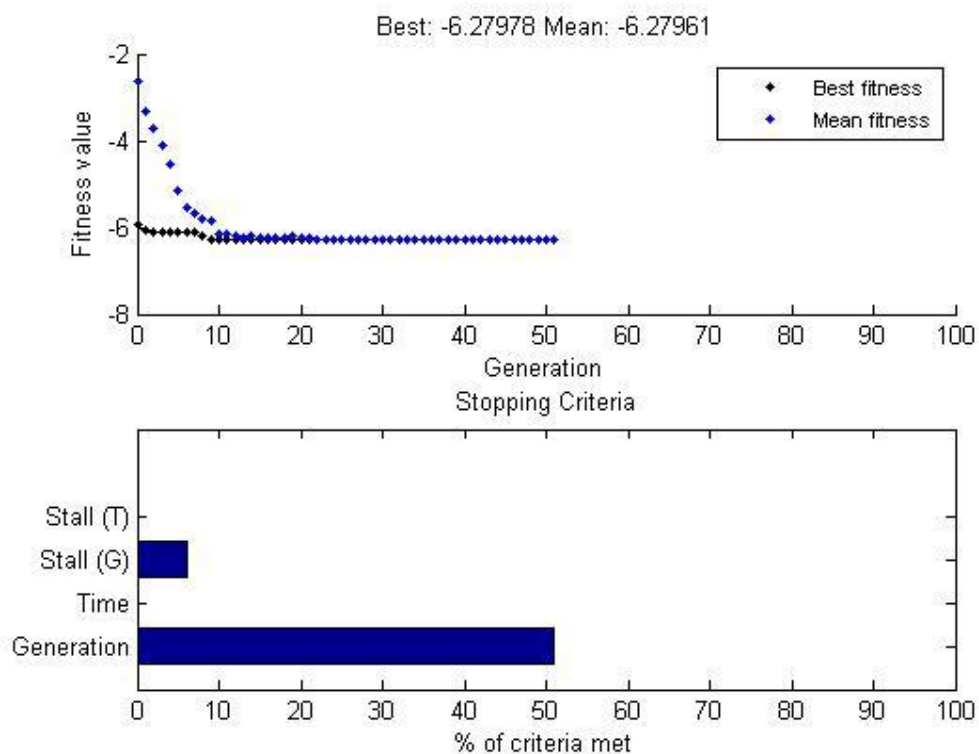 Best: -6.27978 Mean: -6.27961
-2
-4
-6
-8
Fitness value
Best fitness
Mean fitness
0 10 20 30 40 50 60 70 80 90 100
Generation
Stopping Criteria
Stall (T)
Stall (G)
Time
Generation
0 10 20 30 40 50 60 70 80 90 100
% of criteria met